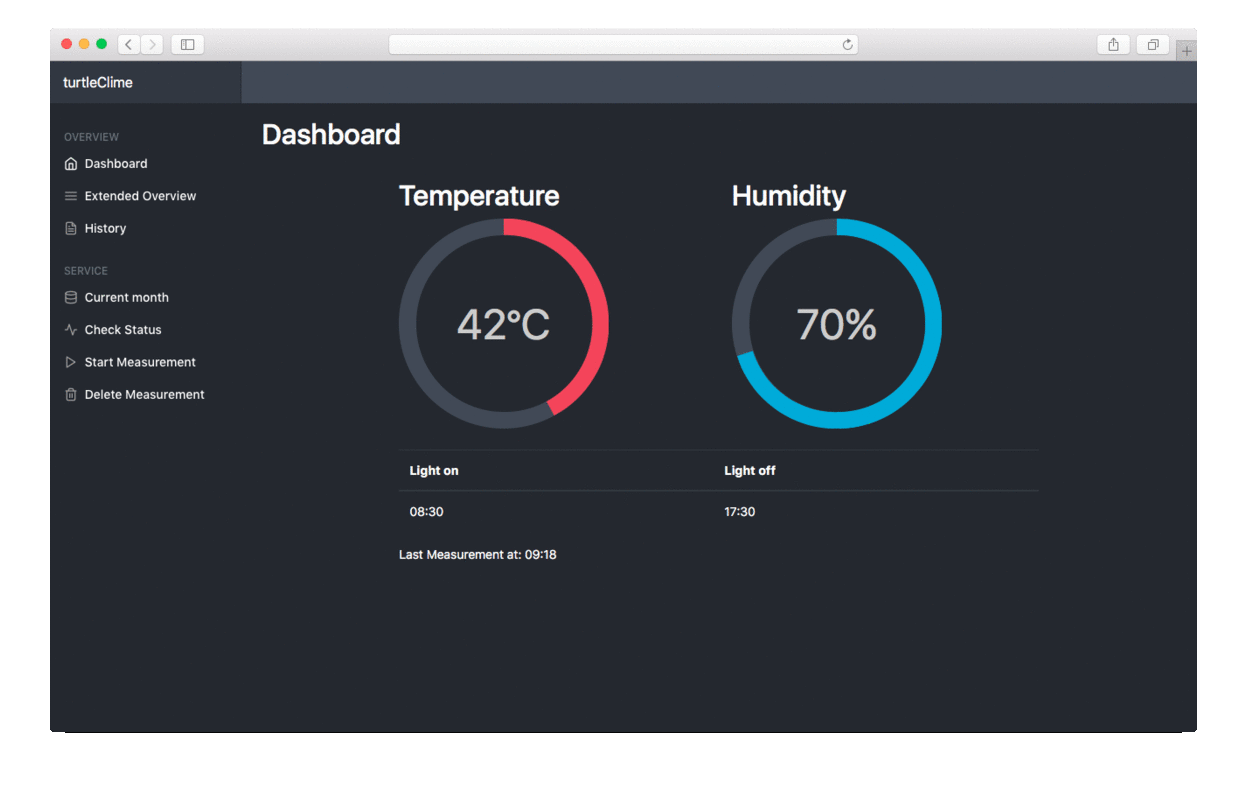 turtleClime
OVERVIEW
Dashboard
Extended Overview
History
SERVICE
Current month
Check Status
Start Measurement
Delete Measurement
Dashboard
Temperature
Humidity
42°C
70%
Light on
Light off
08:30
17:30
Last Measurement at: 09:18